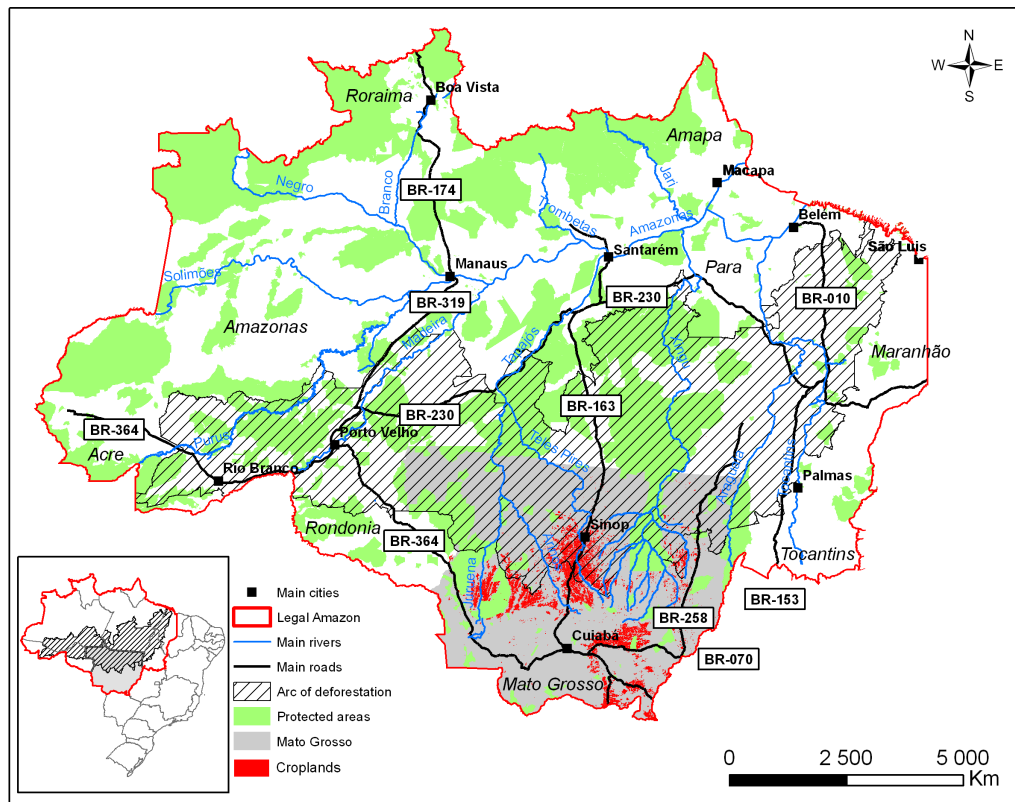 N
W E
S
Boa Vista
Roraima
Amapa
Macapa
Jari
Negro
Branco
BR-174
Trombetas
Amazonas
Belém
São Luis
Santarém
Para
Manaus
Solimões
BR-319
BR-230
BR-010
Amazonas
Madeira
Tapajós
Xingu
Maranhão
BR-364
BR-230
BR-163
Purus
Porto Velho
Teles Pires
Acre
Rio Branco
Araguaia
Tocantins
Palmas
Rondonia
BR-364
Sinop
Tocantins
Juruena
BR-153
BR-258
Cuiabá
BR-070
Mato Grosso
Main cities
Legal Amazon
Main rivers
Main roads
Arc of deforestation
Protected areas
Mato Grosso
Croplands
0 2 500 5 000
Km